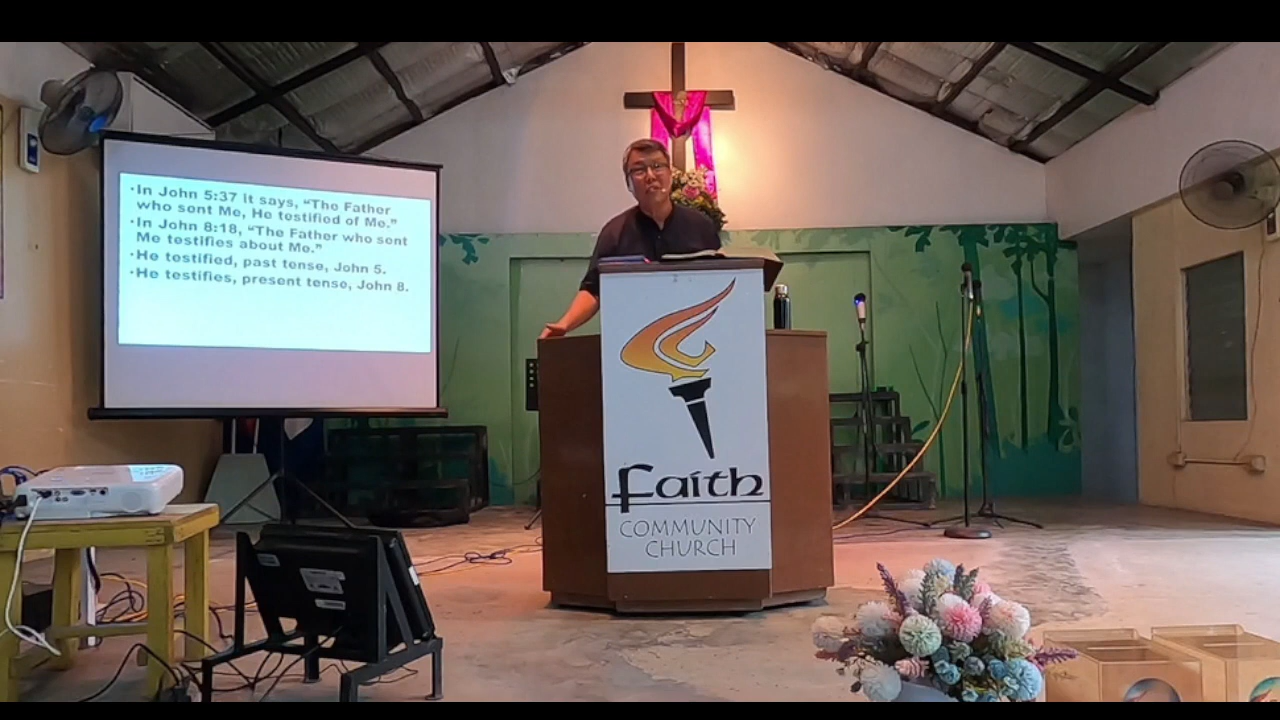 ·In John 5:37 It says, “The Father
who sent Me, He testified of Me.”
·In John 8:18, “The Father who sent
Me testifies about Me.”
·He testified, past tense, John 5.
·He testifies, present tense, John 8.
Faith
COMMUNITY
CHURCH